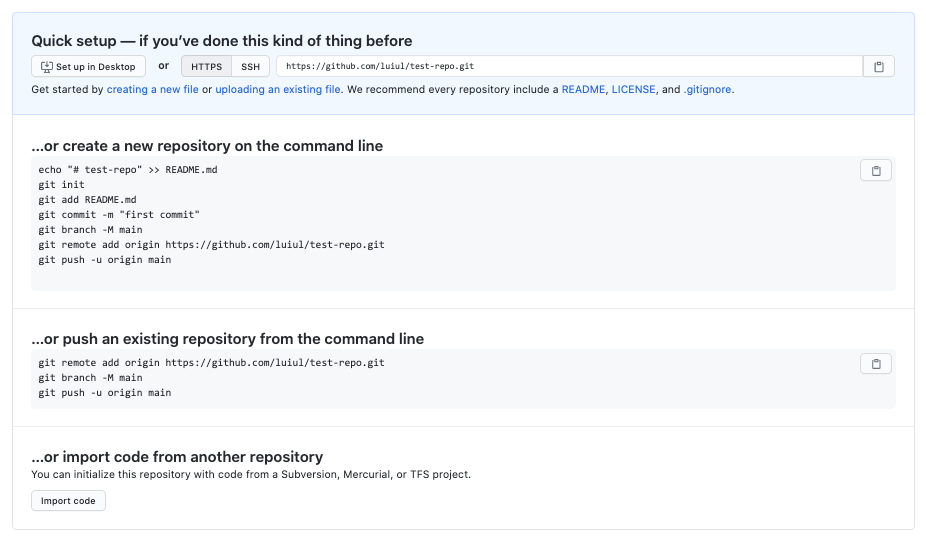 Quick setup — if you’ve done this kind of thing before
Set up in Desktop or HTTPS SSH https://github.com/luiul/test-repo.git
Get started by creating a new file or uploading an existing file. We recommend every repository include a README, LICENSE, and .gitignore.
…or create a new repository on the command line
echo "# test-repo" >> README.md
git init
git add README.md
git commit -m "first commit"
git branch -M main
git remote add origin https://github.com/luiul/test-repo.git
git push -u origin main
…or push an existing repository from the command line
git remote add origin https://github.com/luiul/test-repo.git
git branch -M main
git push -u origin main
…or import code from another repository
You can initialize this repository with code from a Subversion, Mercurial, or TFS project.
Import code